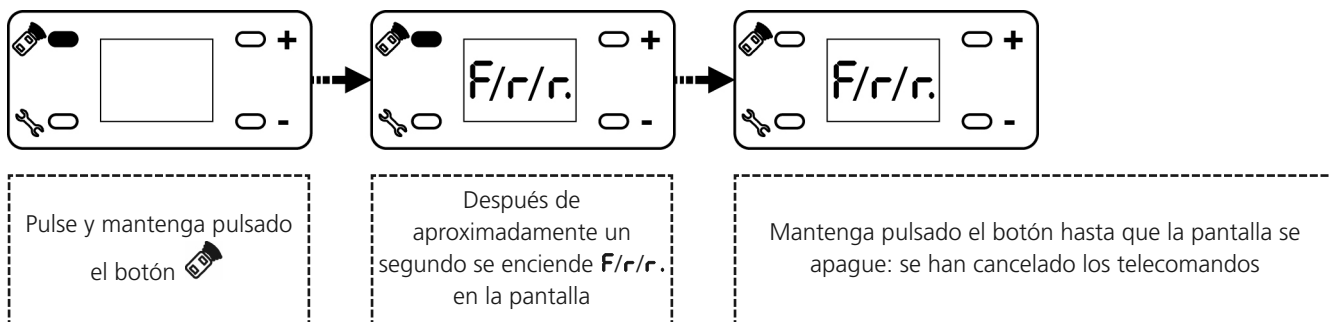 +
-
F/r/r.
+
-
F/r/r.
+
-
Pulse y mantenga pulsado
el botón
Después de
aproximadamente un
segundo se enciende F/r/r.
en la pantalla
Mantenga pulsado el botón hasta que la pantalla se
apague: se han cancelado los telecomandos